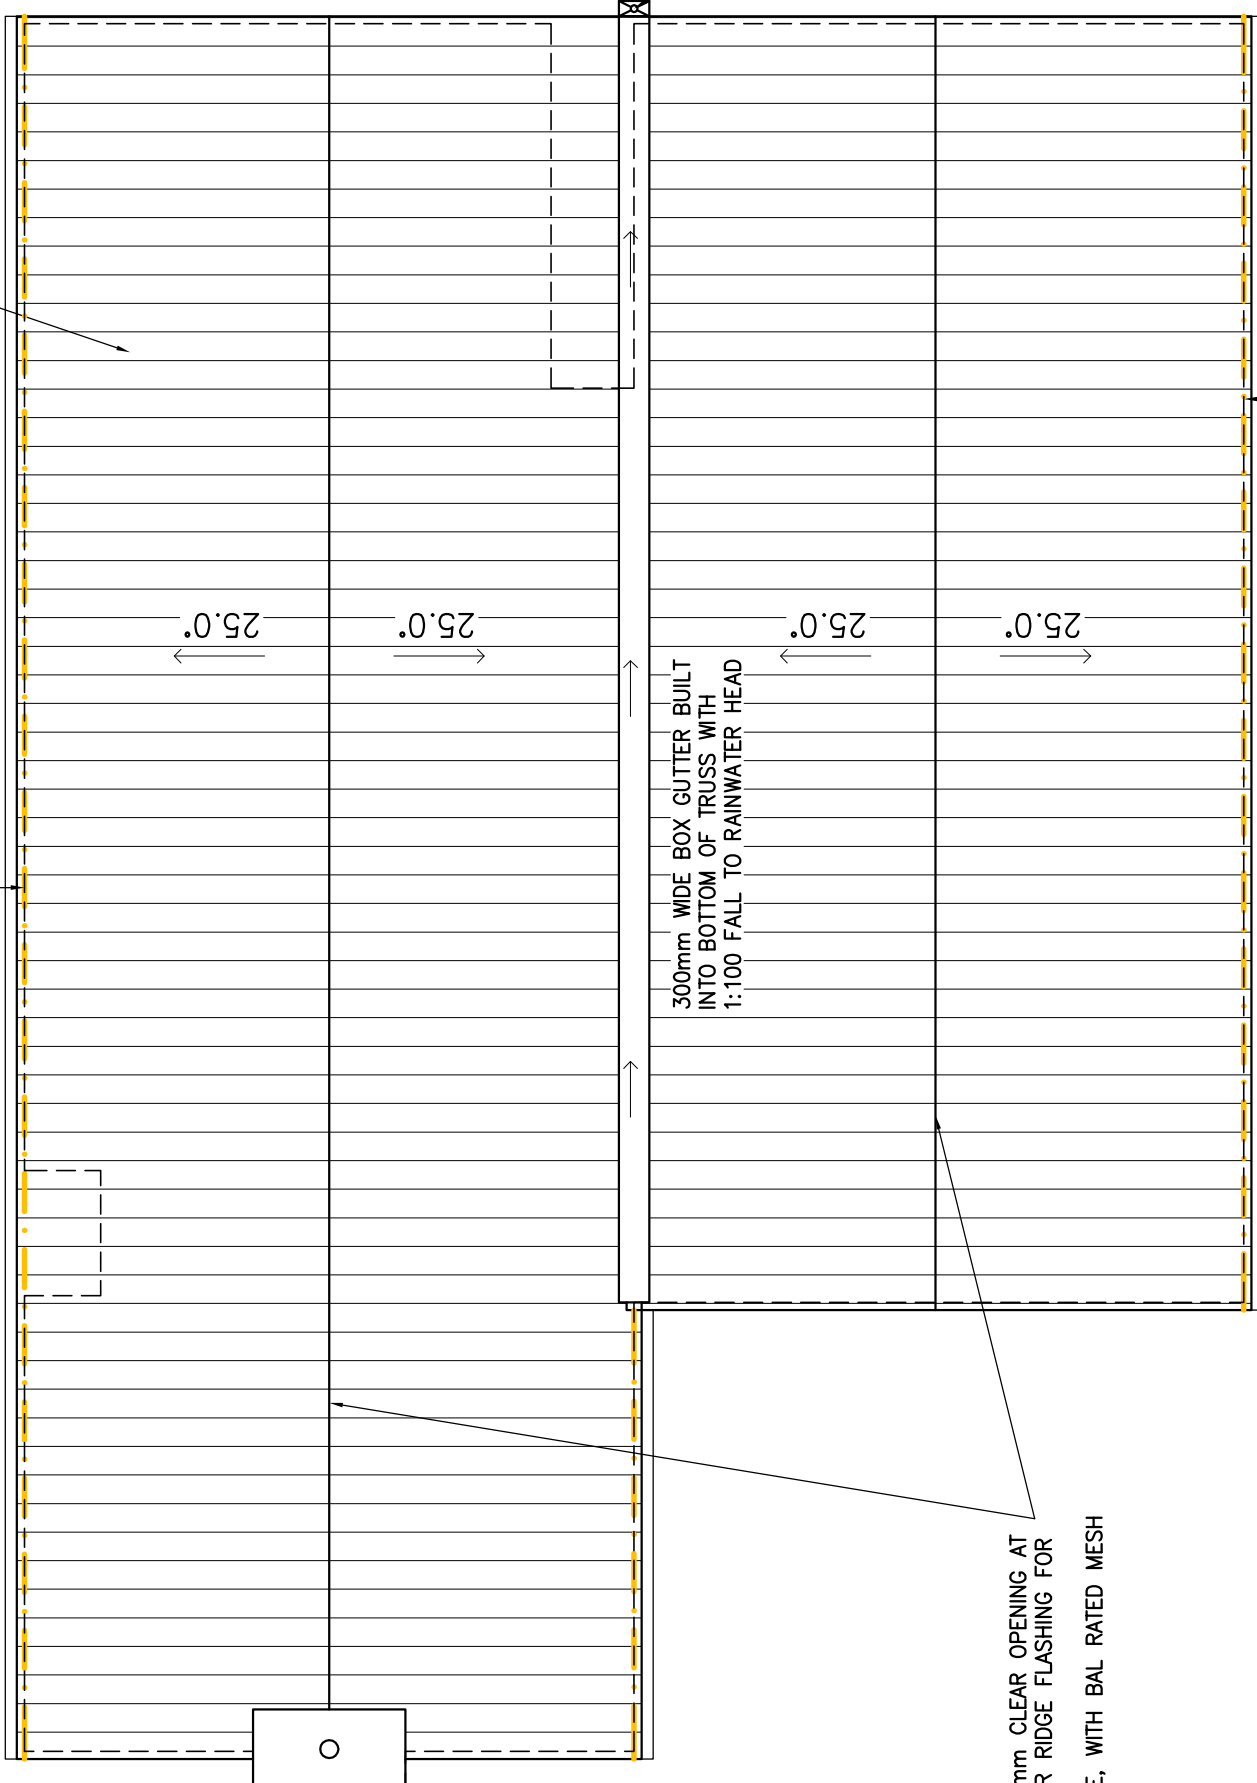 25.0°
25.0°
25.0°
25.0°
300mm WIDE BOX GUTTER BUILT
INTO BOTTOM OF TRUSS WITH
1:100 FALL TO RAINWATER HEAD
mm CLEAR OPENING AT
RIDGE FLASHING FOR
WITH BAL RATED MESH